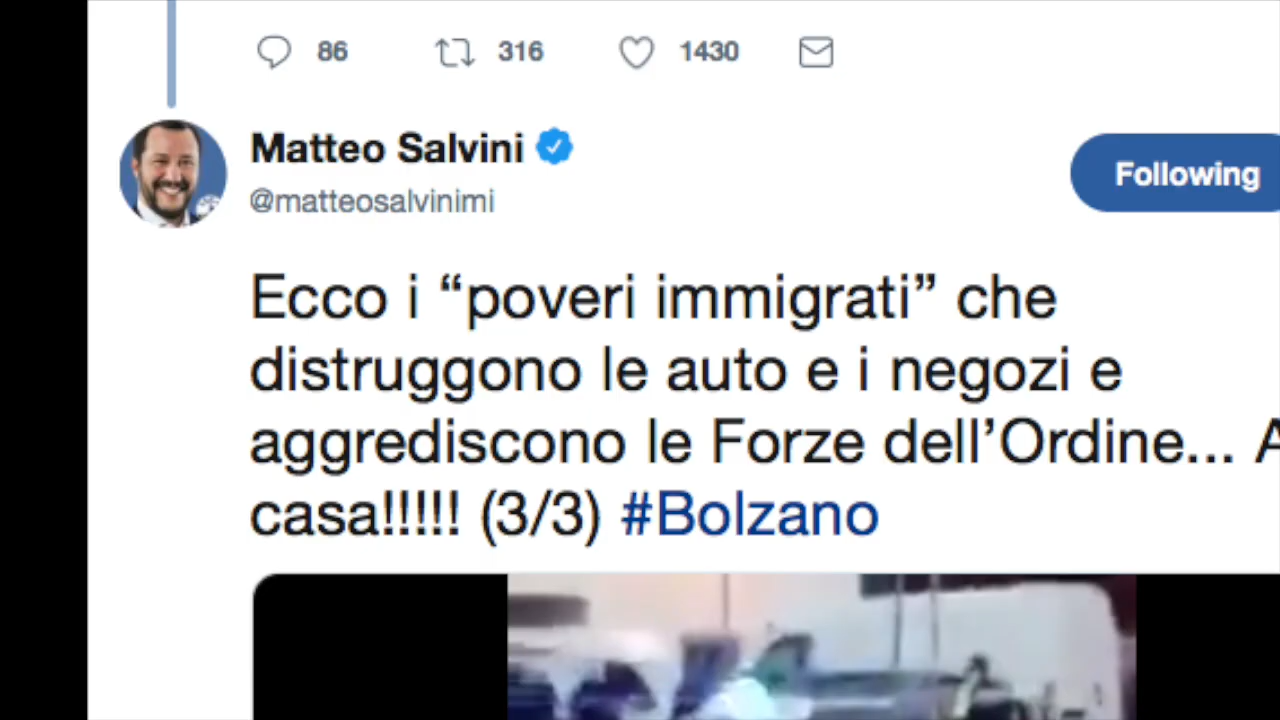 86 316 1430
Matteo Salvini
@matteosalvinimi
Following
Ecco i “poveri immigrati” che
distruggono le auto e i negozi e
aggrediscono le Forze dell’Ordine...
casa!!!!! (3/3) #Bolzano